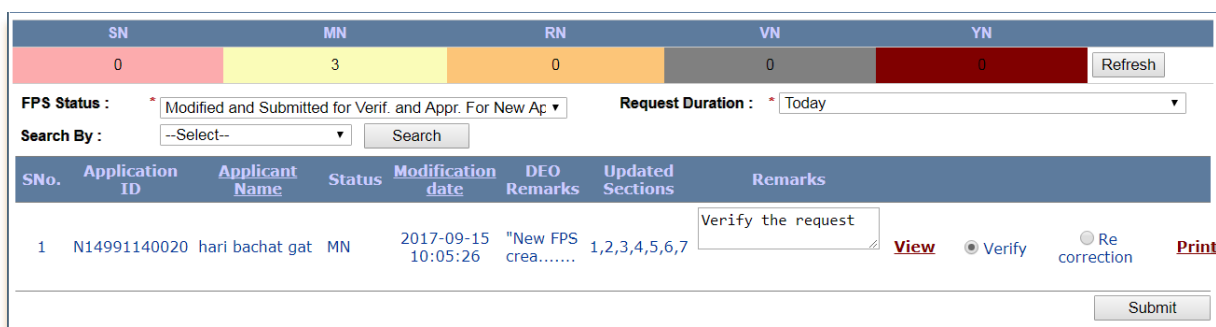 SN MN RN VN YN
0 3 0 0 0 Refresh
FPS Status : * Modified and Submitted for Verif. and Appr. For New Ap Request Duration : * Today
Search By : --Select-- Search
SNo. Application ID Applicant Name Status Modification date DEO Remarks Updated Sections Remarks
1 N14991140020 hari bachat gat MN 2017-09-15 10:05:26 "New FPS crea....... 1,2,3,4,5,6,7 Verify the request View Verify Re correction Print
Submit